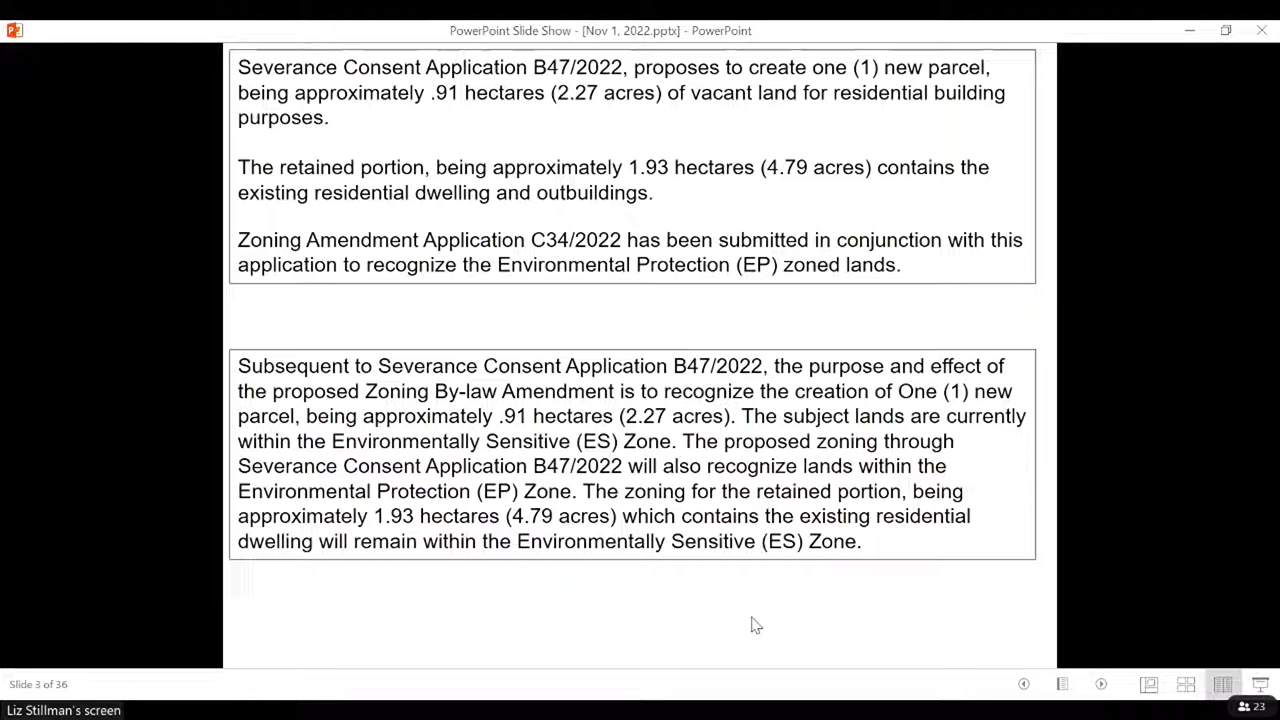 PowerPoint Slide Show - [Nov 1, 2022.pptx] - PowerPoint
Severance Consent Application B47/2022, proposes to create one (1) new parcel,
being approximately .91 hectares (2.27 acres) of vacant land for residential building
purposes.
The retained portion, being approximately 1.93 hectares (4.79 acres) contains the
existing residential dwelling and outbuildings.
Zoning Amendment Application C34/2022 has been submitted in conjunction with this
application to recognize the Environmental Protection (EP) zoned lands.
Subsequent to Severance Consent Application B47/2022, the purpose and effect of
the proposed Zoning By-law Amendment is to recognize the creation of One (1) new
parcel, being approximately .91 hectares (2.27 acres). The subject lands are currently
within the Environmentally Sensitive (ES) Zone. The proposed zoning through
Severance Consent Application B47/2022 will also recognize lands within the
Environmental Protection (EP) Zone. The zoning for the retained portion, being
approximately 1.93 hectares (4.79 acres) which contains the existing residential
dwelling will remain within the Environmentally Sensitive (ES) Zone.
Slide 3 of 36
Liz Stillman's screen
23